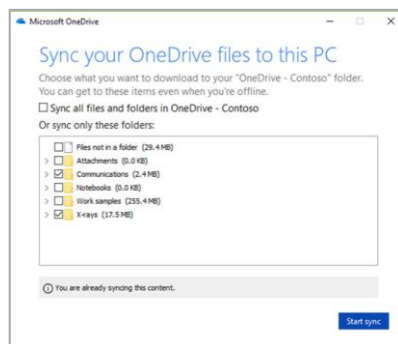 Microsoft OneDrive
Sync your OneDrive files to this PC
Choose what you want to download to your "OneDrive - Contoso" folder.
You can get to these items even when you're offline.
Sync all files and folders in OneDrive - Contoso
Or sync only these folders:
Files not in a folder (29.4 MB)
Attachments (0.0 KB)
Communications (2.4 MB)
Notebooks (0.0 KB)
Work samples (255.4 MB)
X-rays (17.5 MB)
You are already syncing this content.
Start sync